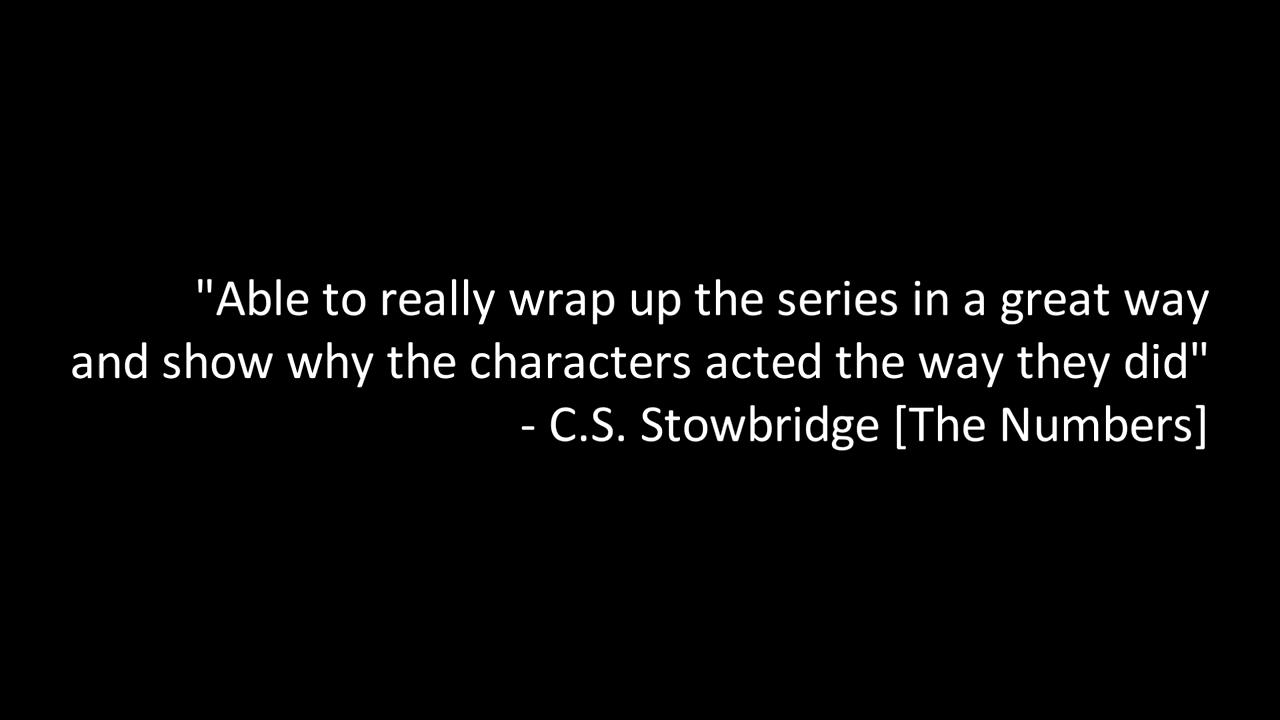 "Able to really wrap up the series in a great way
and show why the characters acted the way they did"
- C.S. Stowbridge [The Numbers]